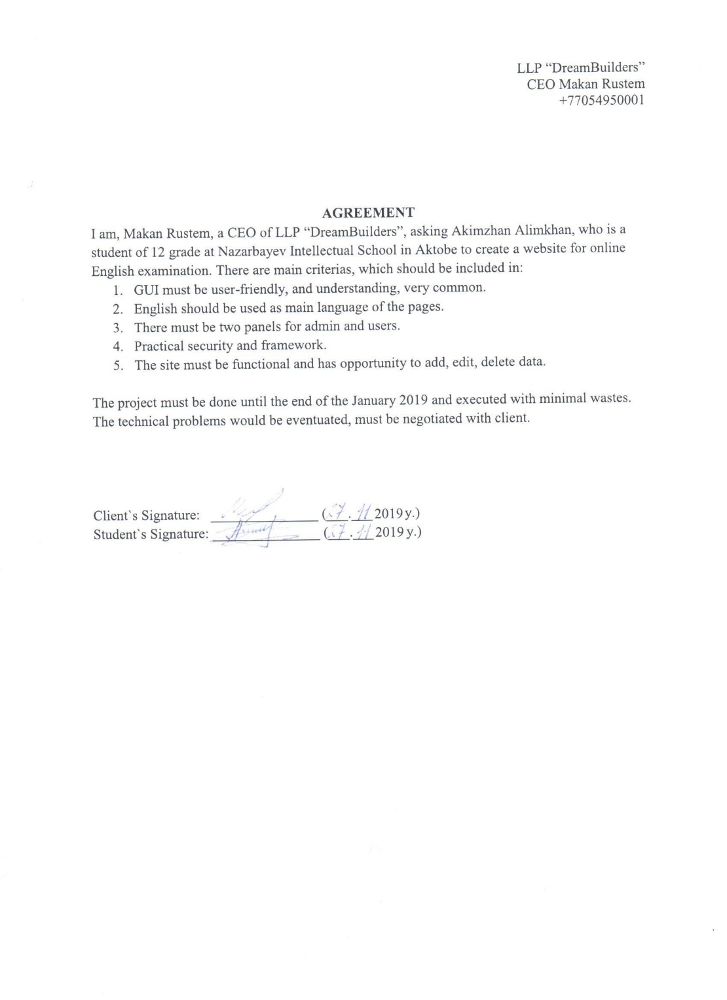 LLP “DreamBuilders”
CEO Makan Rustem
+77054950001
AGREEMENT
I am, Makan Rustem, a CEO of LLP “DreamBuilders”, asking Akimzhan Alimkhan, who is a
student of 12 grade at Nazarbayev Intellectual School in Aktobe to create a website for online
English examination. There are main criterias, which should be included in:
1. GUI must be user-friendly, and understanding, very common.
2. English should be used as main language of the pages.
3. There must be two panels for admin and users.
4. Practical security and framework.
5. The site must be functional and has opportunity to add, edit, delete data.
The project must be done until the end of the January 2019 and executed with minimal wastes.
The technical problems would be eventuated, must be negotiated with client.
Client`s Signature: (27.11 2019y.)
Student`s Signature: (27.11 2019y.)